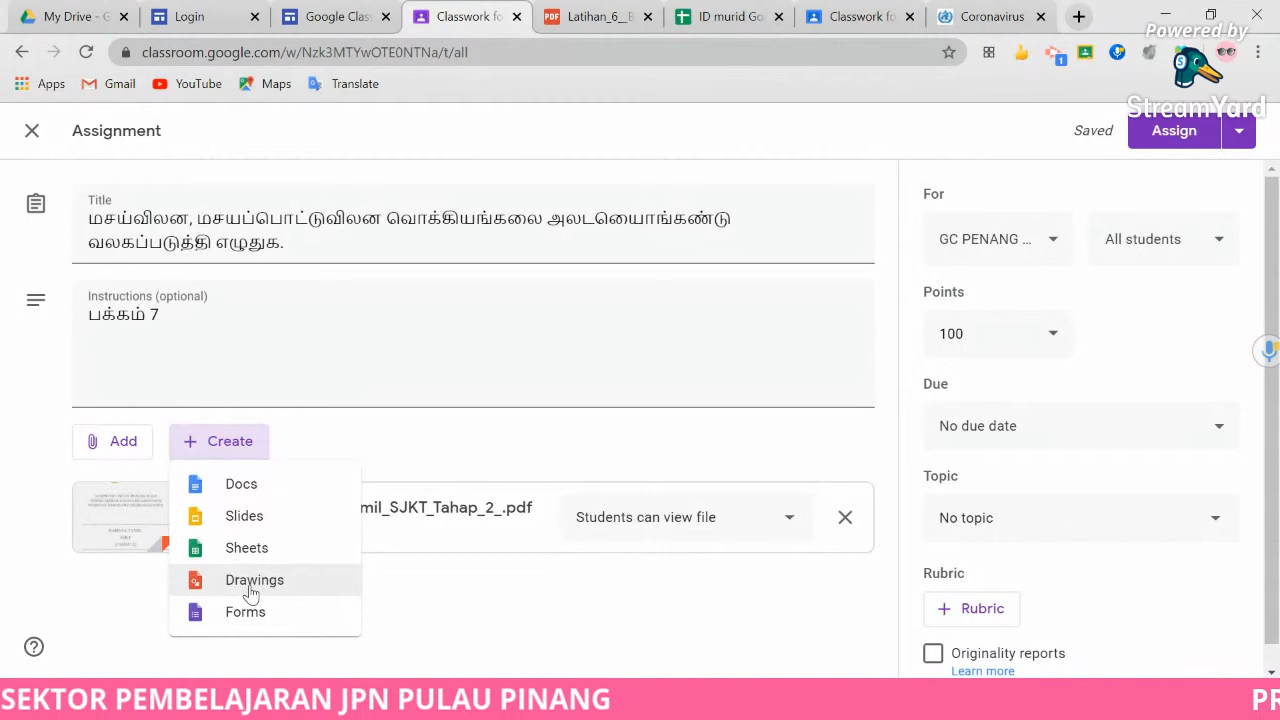 My Drive - G
Login
Google Clas
Classwork fo
Latihan_6__B
ID murid Go
Classwork fo
Coronavirus
Powered by
classroom.google.com/w/Nzk3MTYwOTE0NTNa/t/all
1
Apps
Gmail
YouTube
Maps
Translate
StreamYard
Assignment
Saved
Assign
Title
மசய்விலன, மசயப்பொட்டுவிலன வொக்கியங்கலை அலடயைொங்கண்டு
வலகப்படுத்தி எழுதுக.
Instructions (optional)
பக்கம் 7
For
GC PENANG ...
All students
Points
100
Due
No due date
Topic
No topic
Rubric
Rubric
Originality reports
Learn more
Add
Create
Docs
Slides
Sheets
Drawings
Forms
mil_SJKT_Tahap_2_.pdf
Students can view file
SEKTOR PEMBELAJARAN JPN PULAU PINANG
PR